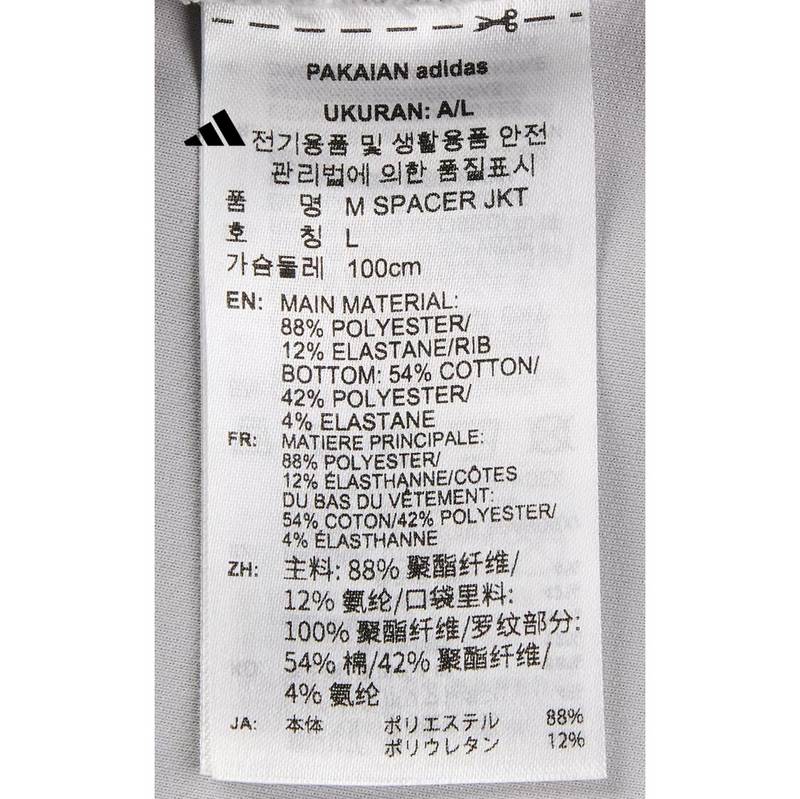 PAKAIAN adidas
UKURAN: A/L
전기용품 및 생활용품 안전
관리법에 의한 품질표시
품 명 M SPACER JKT
호 칭 L
가슴둘레 100cm
EN: MAIN MATERIAL:
88% POLYESTER/
12% ELASTANE/RIB
BOTTOM: 54% COTTON/
42% POLYESTER/
4% ELASTANE
FR: MATIERE PRINCIPALE:
88% POLYESTER/
12% ÉLASTHANNE/CÔTES
DU BAS DU VÊTEMENT:
54% COTON/42% POLYESTER/
4% ÉLASTHANNE
ZH: 主料: 88% 聚酯纤维/
12% 氨纶/口袋里料:
100% 聚酯纤维/罗纹部分:
54% 棉/42% 聚酯纤维/
4% 氨纶
JA: 本体 ポリエステル 88%
ポリウレタン 12%